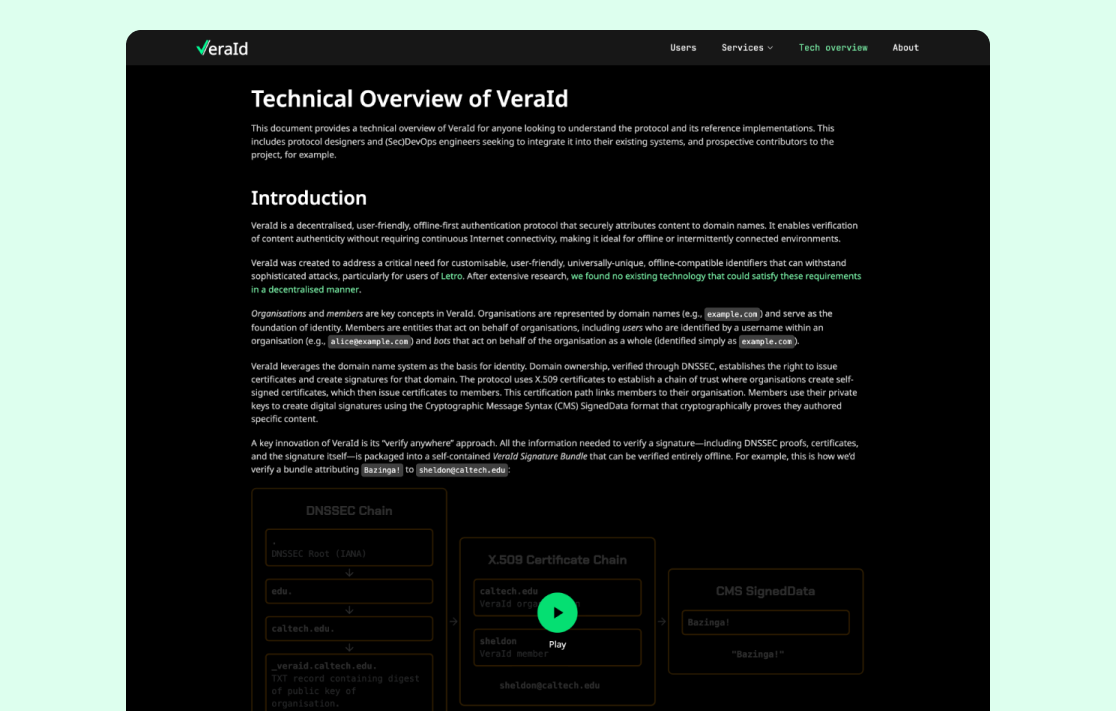 VeraId
Users Services Tech overview About
Technical Overview of VeraId
This document provides a technical overview of VeraId for anyone looking to understand the protocol and its reference implementations. This
includes protocol designers and (Sec)DevOps engineers seeking to integrate it into their existing systems, and prospective contributors to the
project, for example.
Introduction
VeraId is a decentralised, user-friendly, offline-first authentication protocol that securely attributes content to domain names. It enables verification
of content authenticity without requiring continuous Internet connectivity, making it ideal for offline or intermittently connected environments.
VeraId was created to address a critical need for customisable, user-friendly, universally-unique, offline-compatible identifiers that can withstand
sophisticated attacks, particularly for users of Letro. After extensive research, we found no existing technology that could satisfy these requirements
in a decentralised manner.
Organisations and members are key concepts in VeraId. Organisations are represented by domain names (e.g., example.com) and serve as the
foundation of identity. Members are entities that act on behalf of organisations, including users who are identified by a username within an
organisation (e.g., alice@example.com) and bots that act on behalf of the organisation as a whole (identified simply as example.com).
VeraId leverages the domain name system as the basis for identity. Domain ownership, verified through DNSSEC, establishes the right to issue
certificates and create signatures for that domain. The protocol uses X.509 certificates to establish a chain of trust where organisations create self-
signed certificates, which then issue certificates to members. This certification path links members to their organisation. Members use their private
keys to create digital signatures using the Cryptographic Message Syntax (CMS) SignedData format that cryptographically proves they authored
specific content.
A key innovation of VeraId is its “verify anywhere” approach. All the information needed to verify a signature—including DNSSEC proofs, certificates,
and the signature itself—is packaged into a self-contained VeraId Signature Bundle that can be verified entirely offline. For example, this is how we’d
verify a bundle attributing Bazinga! to sheldon@caltech.edu:
DNSSEC Chain
.
DNSSEC Root (IANA)
edu.
caltech.edu.
_veraid.caltech.edu.
TXT record containing digest
of public key of
organisation.
X.509 Certificate Chain
caltech.edu
VeraId
sheldon
VeraId member
sheldon@caltech.edu
Play
CMS SignedData
Bazinga!
"Bazinga!"